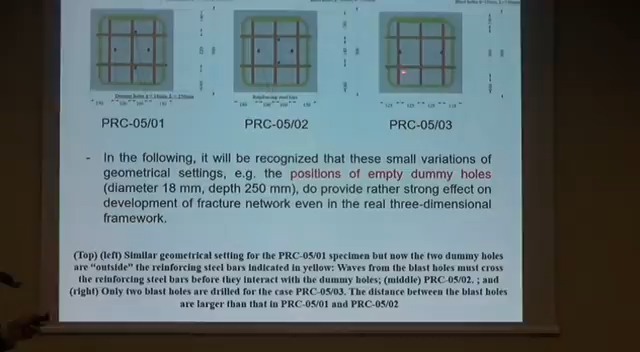 PRC-05/01 PRC-05/02 PRC-05/03
- In the following, it will be recognized that these small variations of
geometrical settings, e.g. the positions of empty dummy holes
(diameter 18 mm, depth 250 mm), do provide rather strong effect on
development of fracture network even in the real three-dimensional
framework.
(Top) (left) Similar geometrical setting for the PRC-05/01 specimen but now the two dummy holes
are "outside" the reinforcing steel bars indicated in yellow: Waves from the blast holes must cross
the reinforcing steel bars before they interact with the dummy holes; (middle) PRC-05/02. ; and
(right) Only two blast holes are drilled for the case PRC-05/03. The distance between the blast holes
are larger than that in PRC-05/01 and PRC-05/02